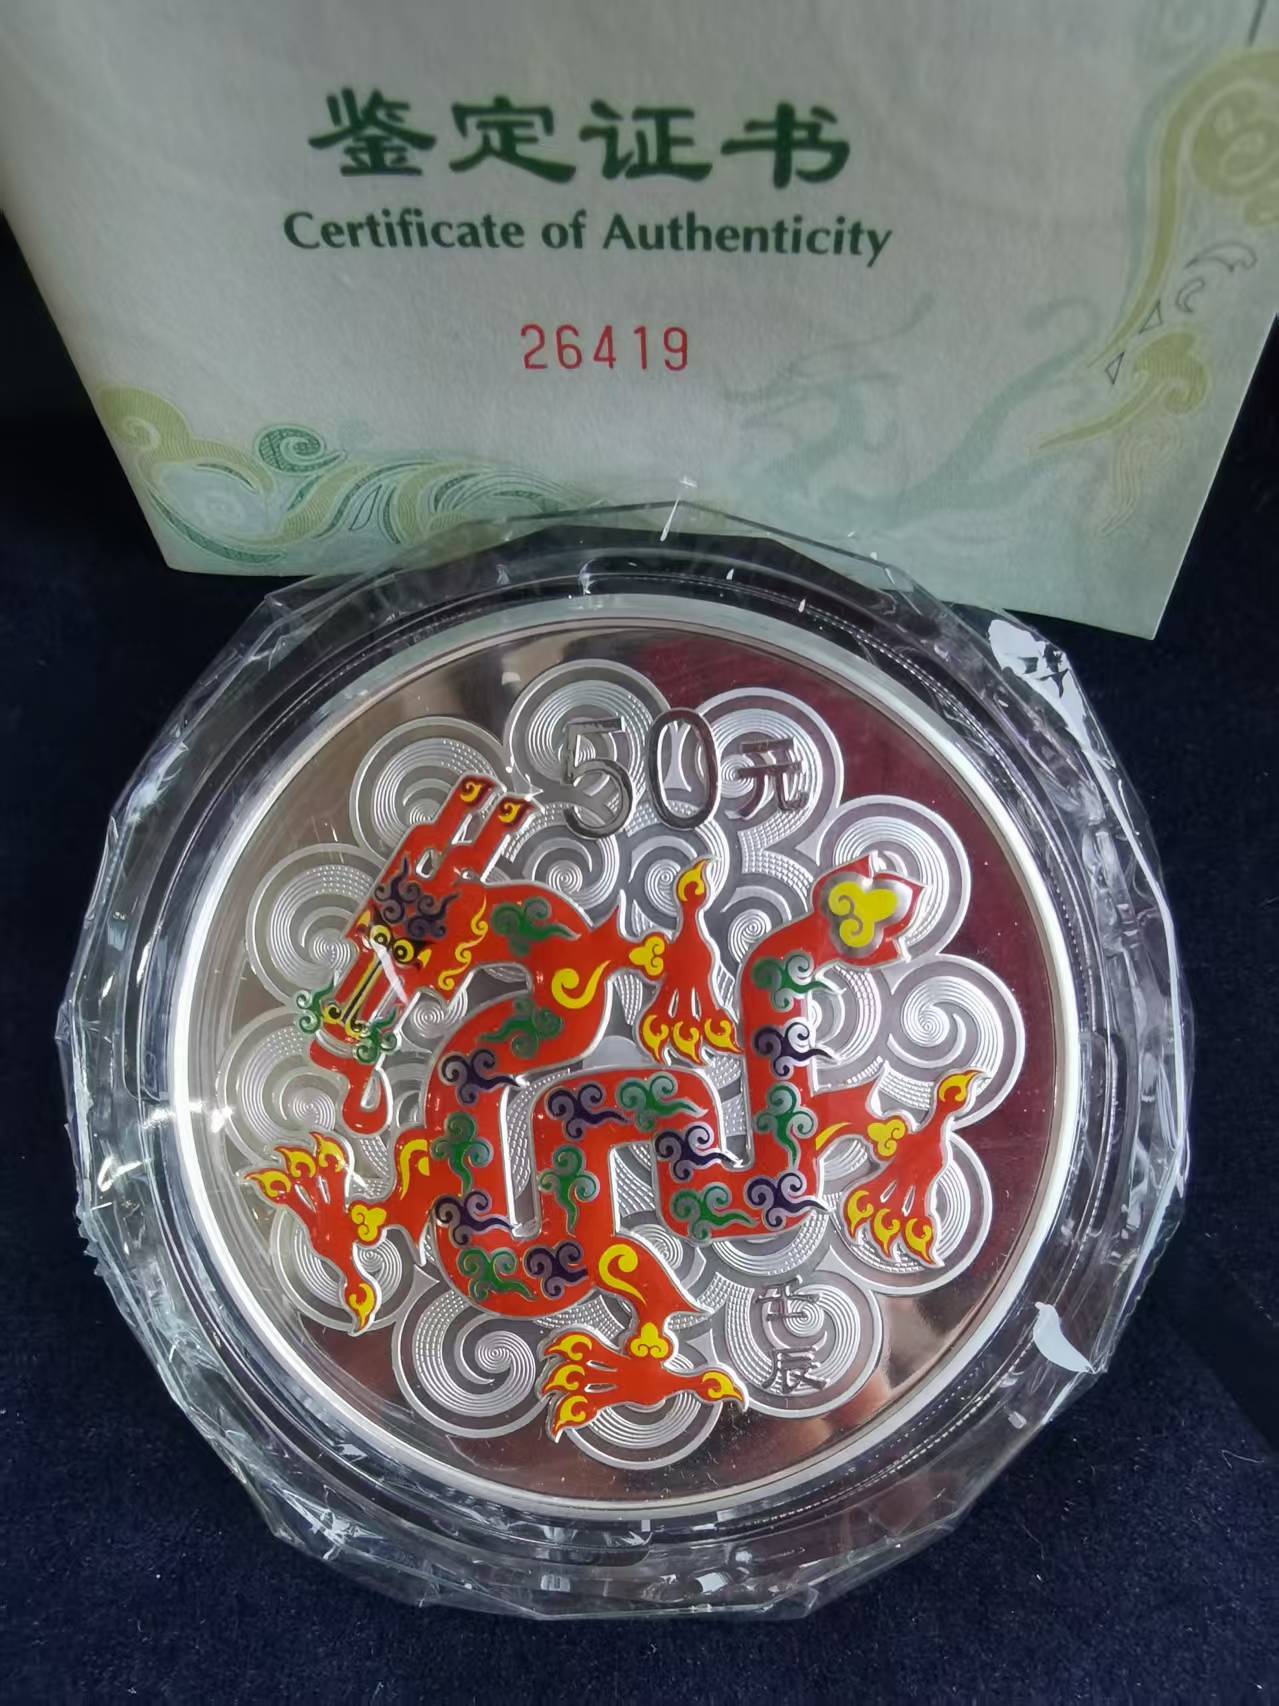 鉴定证书
Certificate of Authenticity
26419
50元
壬
辰